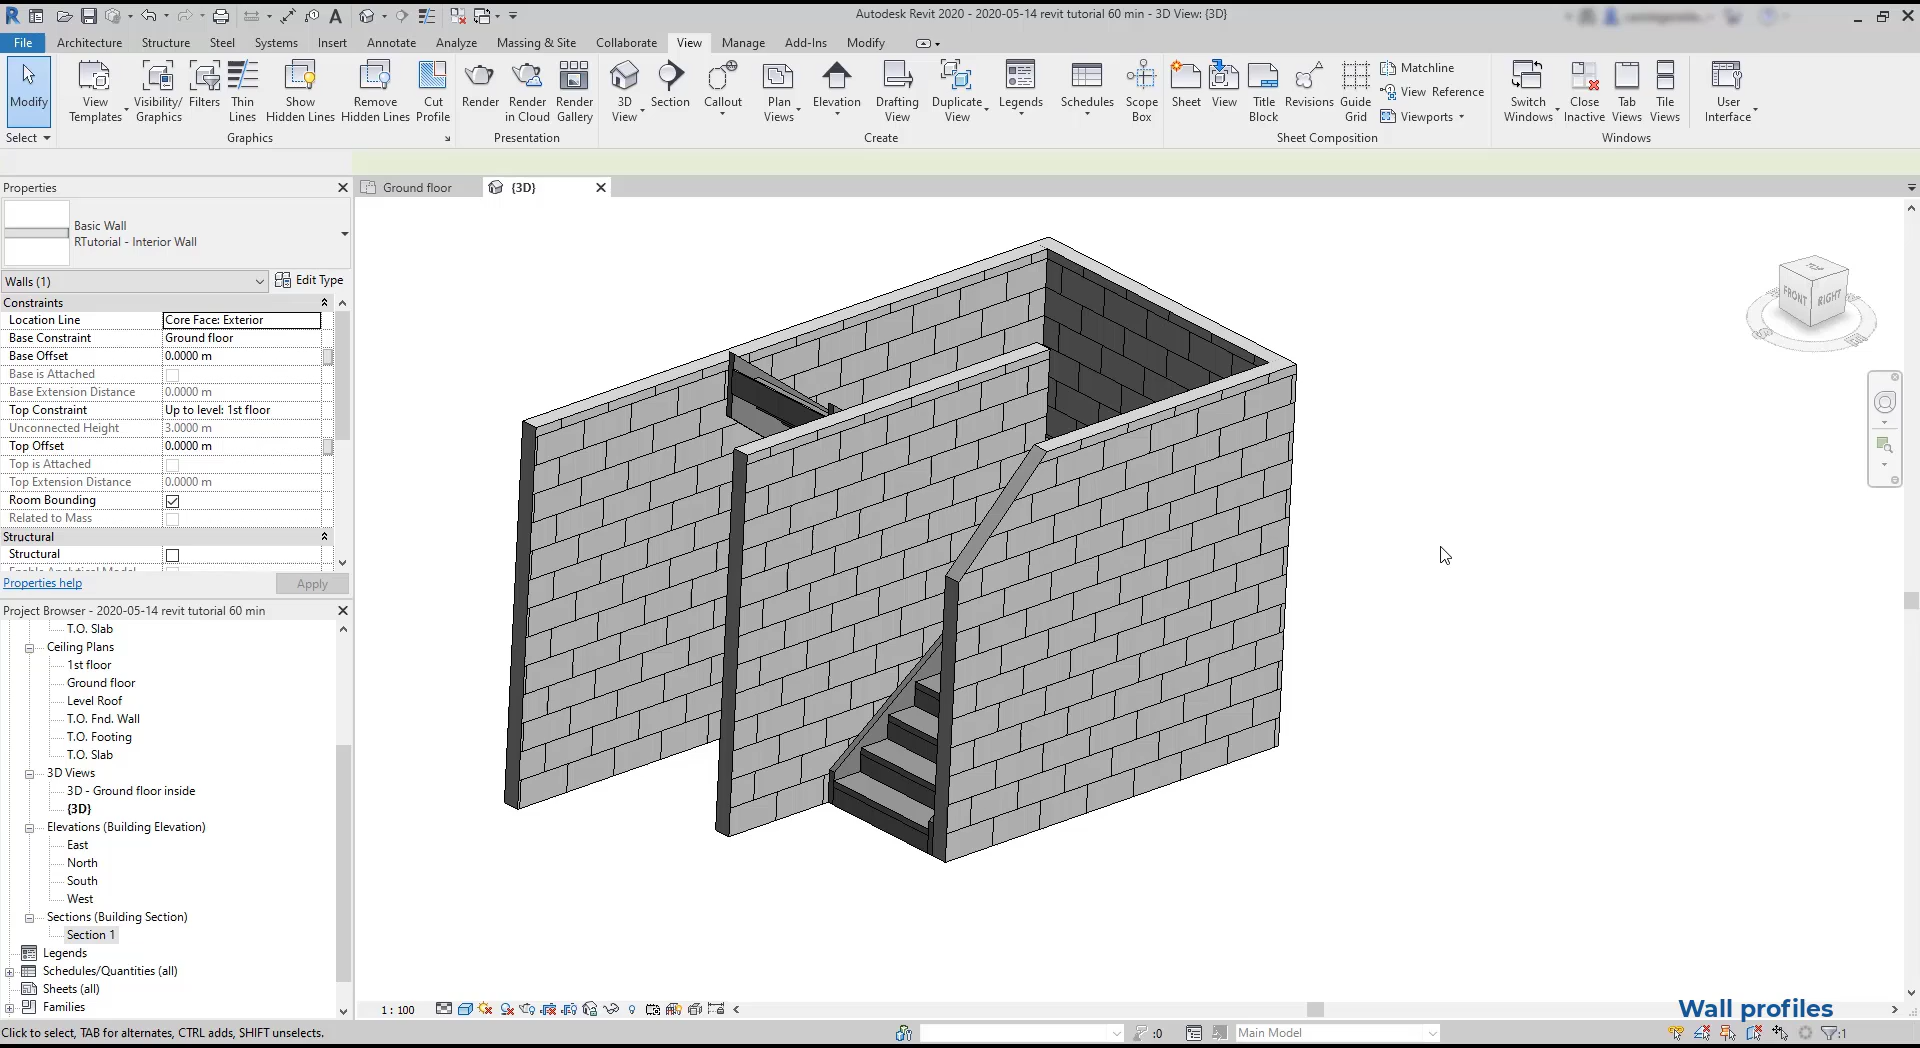 Autodesk Revit 2020 - 2020-05-14 revit tutorial 60 min - 3D View: {3D}
File Architecture Structure Steel Systems Insert Annotate Analyze Massing & Site Collaborate View Manage Add-Ins Modify
Modify
View Templates
Visibility/ Graphics
Filters
Thin Lines
Show Hidden Lines
Remove Hidden Lines
Cut Profile
Render
Render in Cloud
Render Gallery
3D View
Section
Callout
Plan Views
Elevation
Drafting View
Duplicate View
Legends
Schedules
Scope Box
Sheet
View
Title Block
Revisions
Guide Grid
Matchline
View Reference
Viewports
Switch Windows
Close Inactive
Tab Views
Tile Views
User Interface
Select Graphics Presentation Create Sheet Composition Windows
Properties
Ground floor {3D}
Basic Wall
RTutorial - Interior Wall
Walls (1) Edit Type
Constraints
Location Line Core Face: Exterior
Base Constraint Ground floor
Base Offset 0.0000 m
Base is Attached
Base Extension Distance 0.0000 m
Top Constraint Up to level: 1st floor
Unconnected Height 3.0000 m
Top Offset 0.0000 m
Top is Attached
Top Extension Distance 0.0000 m
Room Bounding
Related to Mass
Structural
Structural
Enable Analytical Model
Properties help Apply
Project Browser - 2020-05-14 revit tutorial 60 min
T.O. Slab
Ceiling Plans
1st floor
Ground floor
Level Roof
T.O. Fnd. Wall
T.O. Footing
T.O. Slab
3D Views
3D - Ground floor inside
{3D}
Elevations (Building Elevation)
East
North
South
West
Sections (Building Section)
Section 1
Legends
Schedules/Quantities (all)
Sheets (all)
Families
FRONT RIGHT
1 : 100
Wall profiles
Click to select, TAB for alternates, CTRL adds, SHIFT unselects. :0 Main Model :1